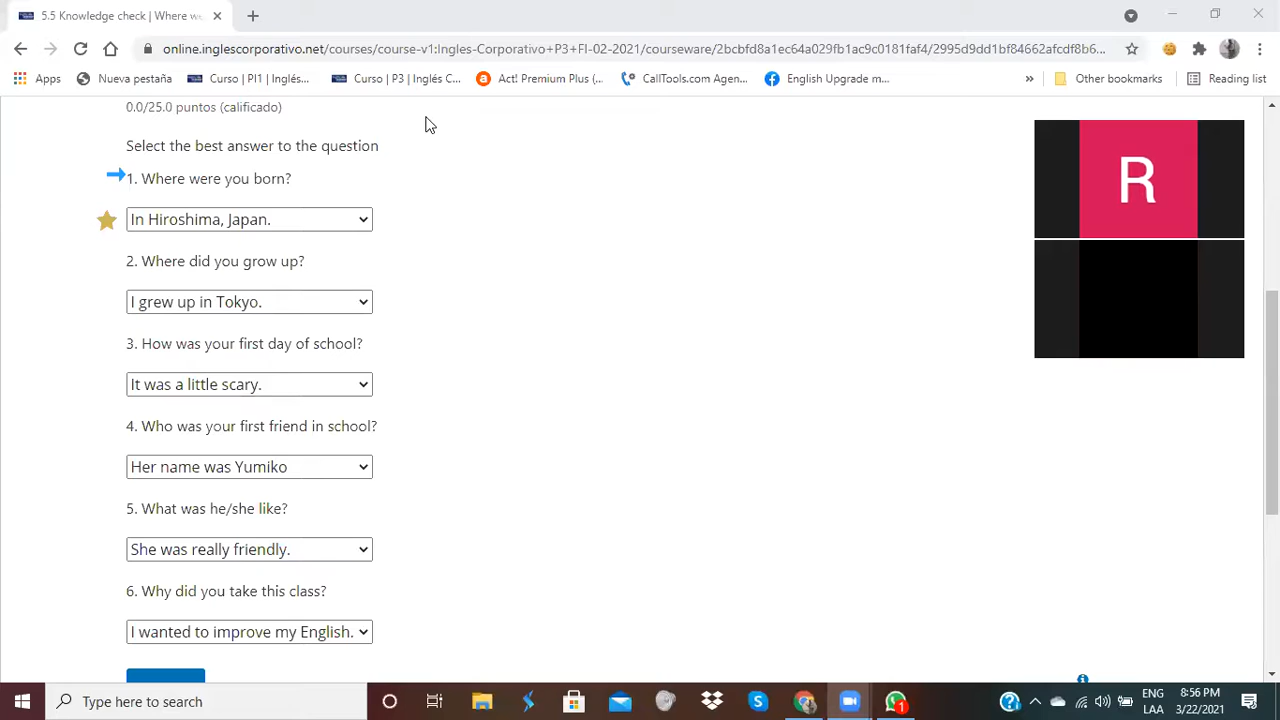 5.5 Knowledge check | Where we
online.inglescorporativo.net/courses/course-v1:Ingles-Corporativo+P3+FI-02-2021/courseware/2bcbfd8a1ec64a029fb1ac9c0181faf4/2995d9dd1bf84662afcdf8b6...
Apps Nueva pestaña Curso | PI1 | Inglés... Curso | P3 | Inglés C... Act! Premium Plus (... CallTools.com Agen... English Upgrade m... » Other bookmarks Reading list
0.0/25.0 puntos (calificado)
Select the best answer to the question
R
1. Where were you born?
In Hiroshima, Japan.
2. Where did you grow up?
I grew up in Tokyo.
3. How was your first day of school?
It was a little scary.
4. Who was your first friend in school?
Her name was Yumiko
5. What was he/she like?
She was really friendly.
6. Why did you take this class?
I wanted to improve my English.
Type here to search
1
ENG 8:56 PM
LAA 3/22/2021